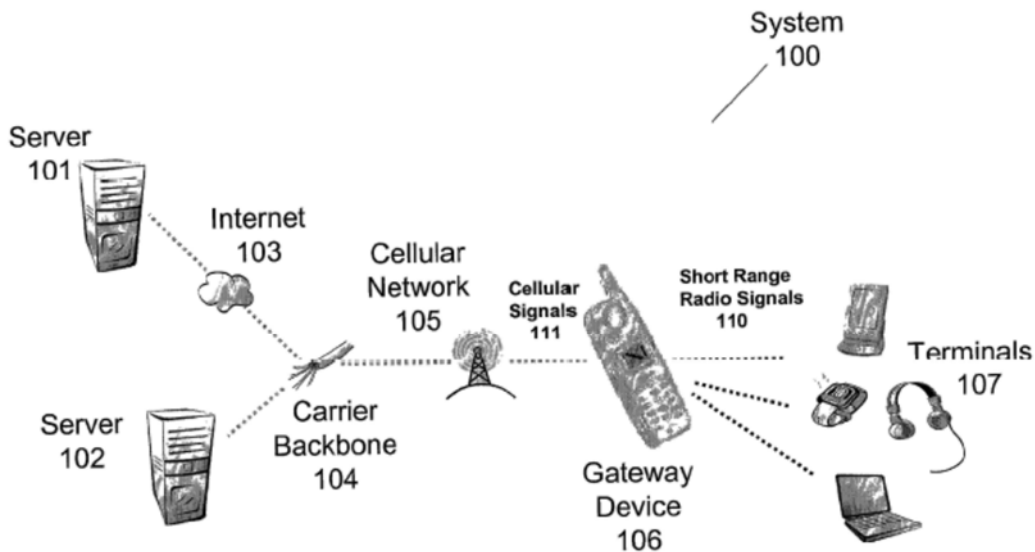 System
100
Server
101
Internet
103
Cellular
Network
105
Cellular
Signals
111
Short Range
Radio Signals
110
Terminals
107
Server
102
Carrier
Backbone
104
Gateway
Device
106